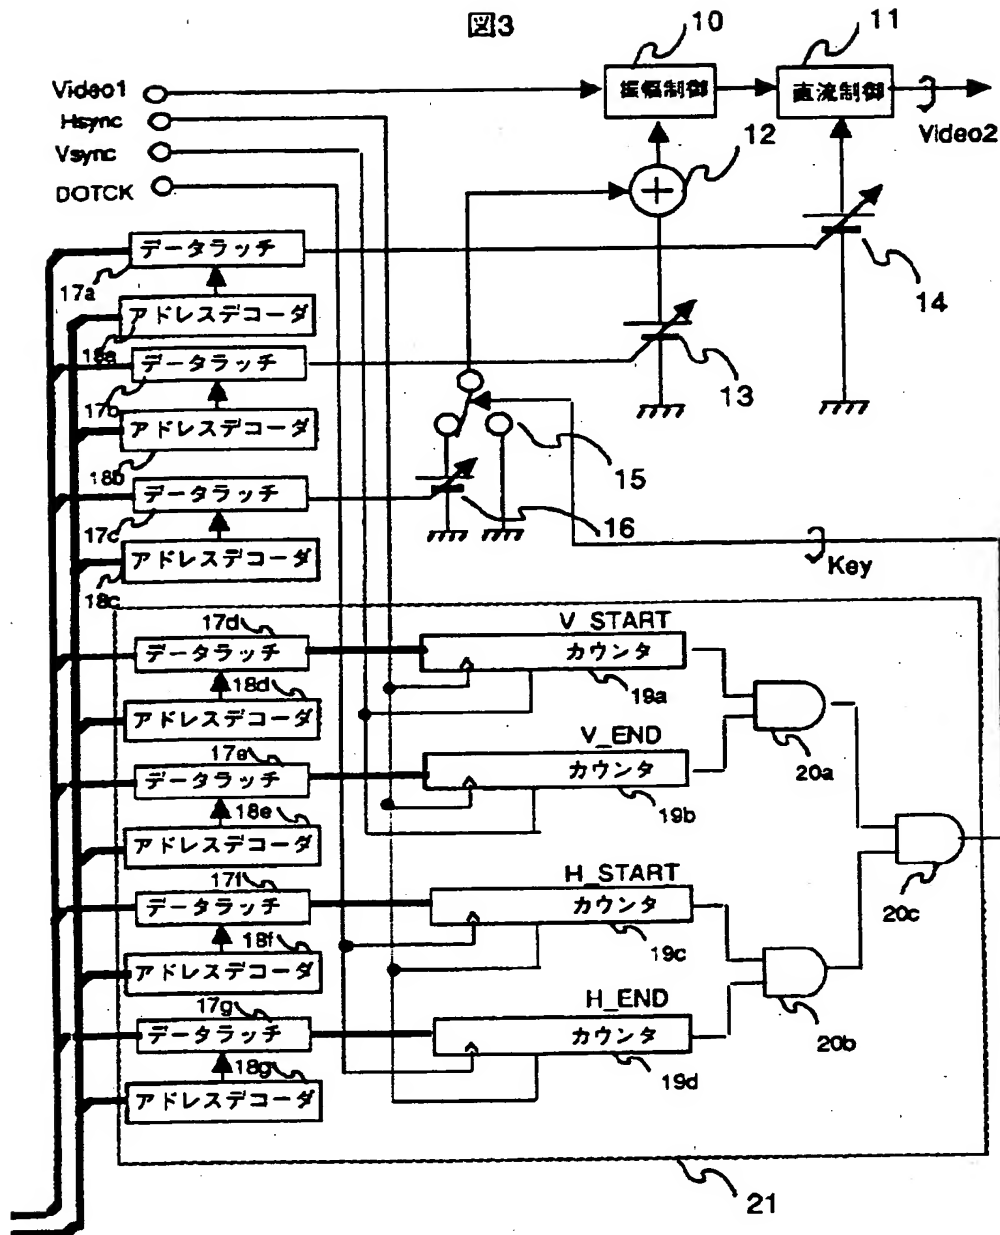 図3
10
11
Video1
振幅制御
直流制御
Hsync
Video2
Vsync
12
DOTCK
データラッチ
17a
14
アドレスデコーダ
18a
データラッチ
13
17b
アドレスデコーダ
15
18b
データラッチ
16
17c
アドレスデコーダ
Key
18c
V_START
17d
データラッチ
カウンタ
18d
19a
アドレスデコーダ
V_END
17e
データラッチ
カウンタ
20a
18e
19b
アドレスデコーダ
H_START
17f
データラッチ
カウンタ
20c
18f
19c
アドレスデコーダ
H_END
17g
データラッチ
カウンタ
20b
18g
19d
アドレスデコーダ
21